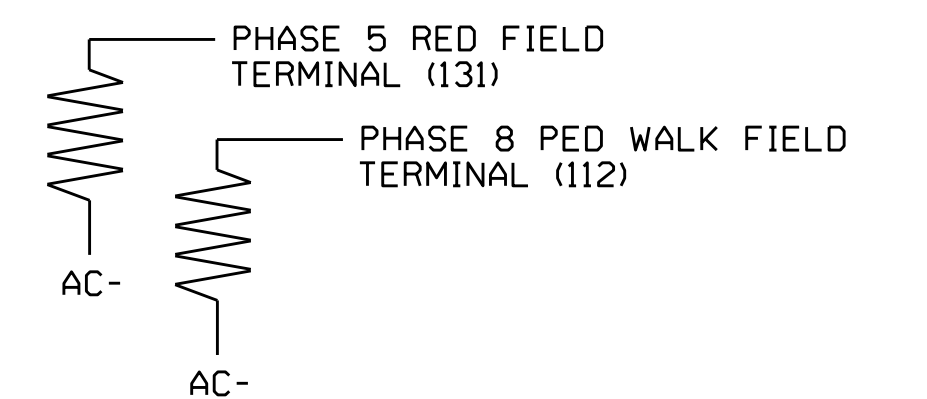 PHASE 5 RED FIELD
TERMINAL (131)
PHASE 8 PED WALK FIELD
TERMINAL (112)
AC-
AC-